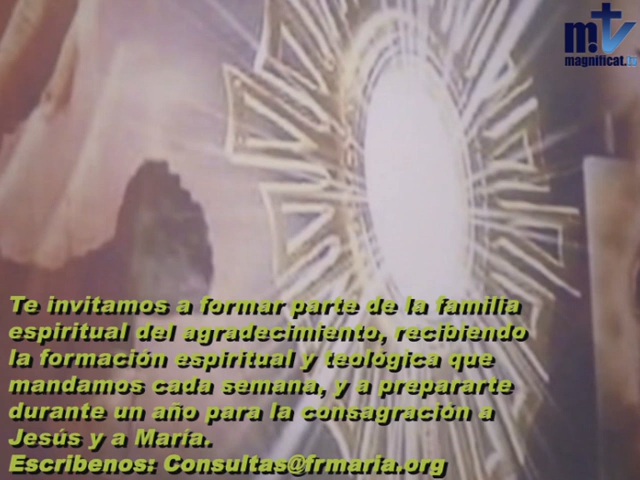 mtv
magnificat.tv
Te invitamos a formar parte de la familia
espiritual del agradecimiento, recibiendo
la formación espiritual y teológica que
mandamos cada semana, y a prepararte
durante un año para la consagración a
Jesús y a María.
Escribenos: Consultas@frmaria.org